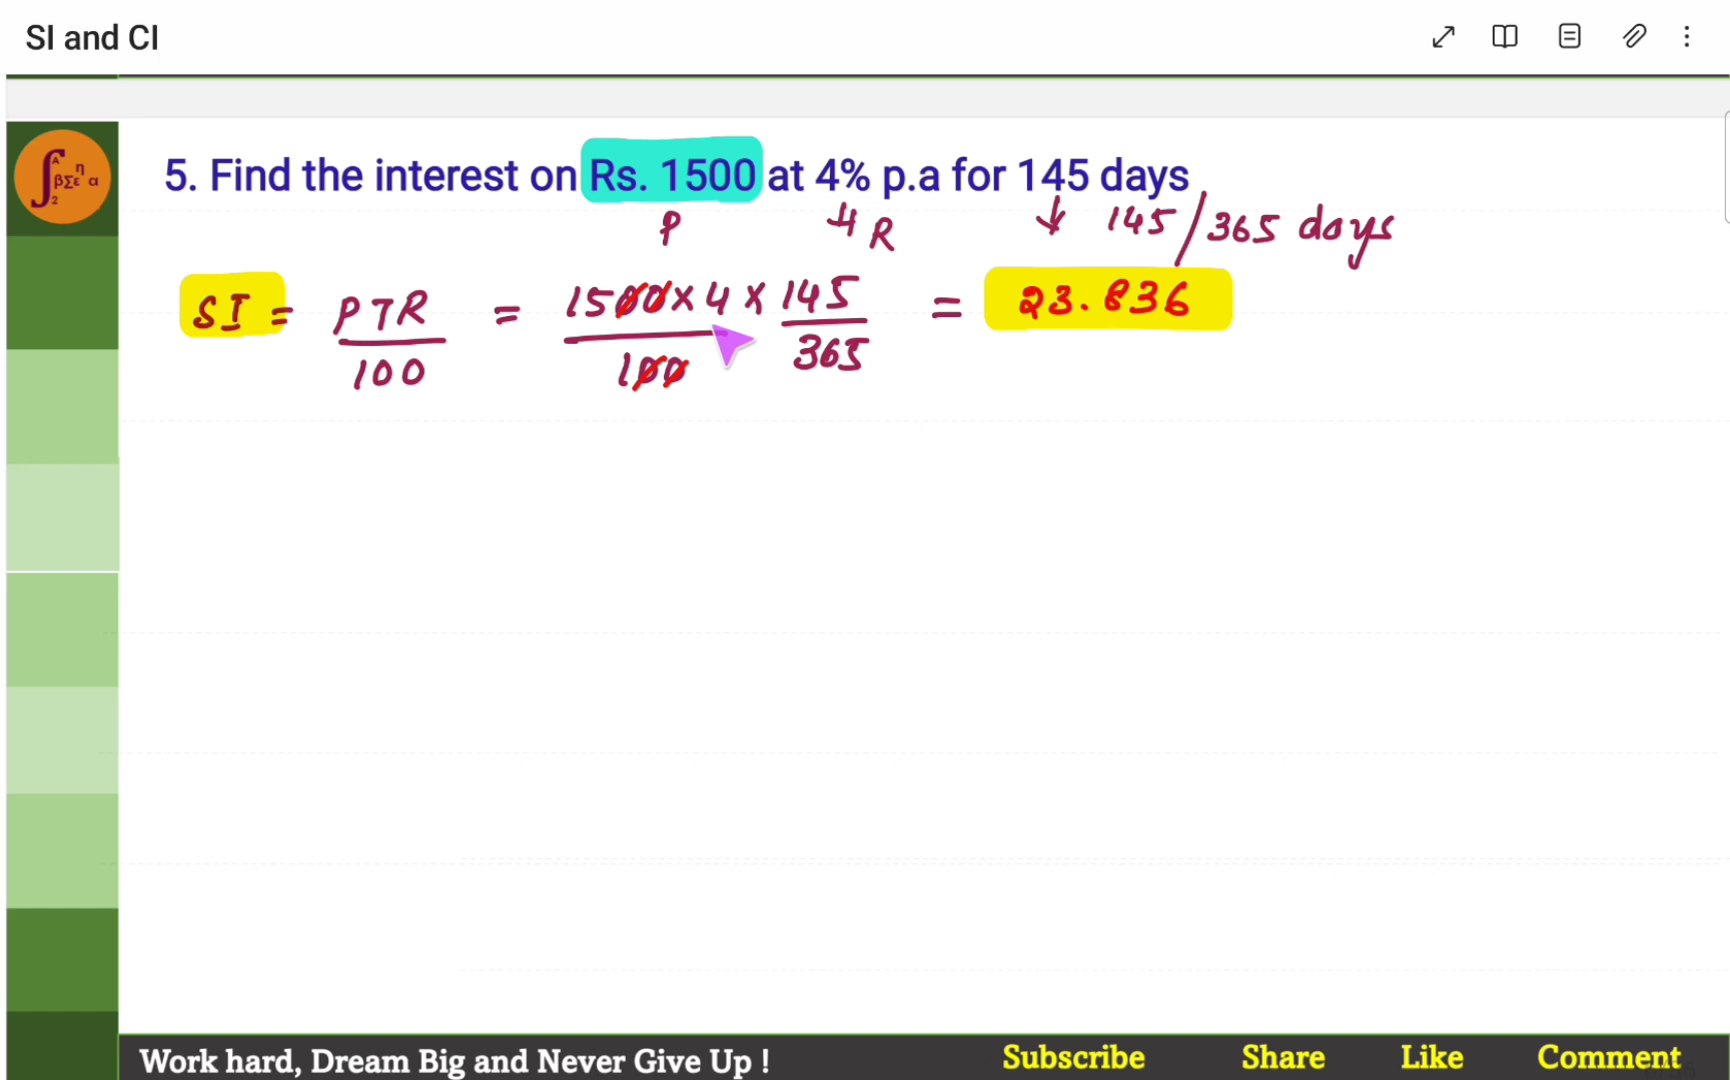 SI and CI
A
η
βΣε α
2
5. Find the interest on Rs. 1500 at 4% p.a for 145 days
P 4 R 145/365 days
SI = PTR = 1500 × 4 × 145 = 23.836
100 100 365
Work hard, Dream Big and Never Give Up ! Subscribe Share Like Comment